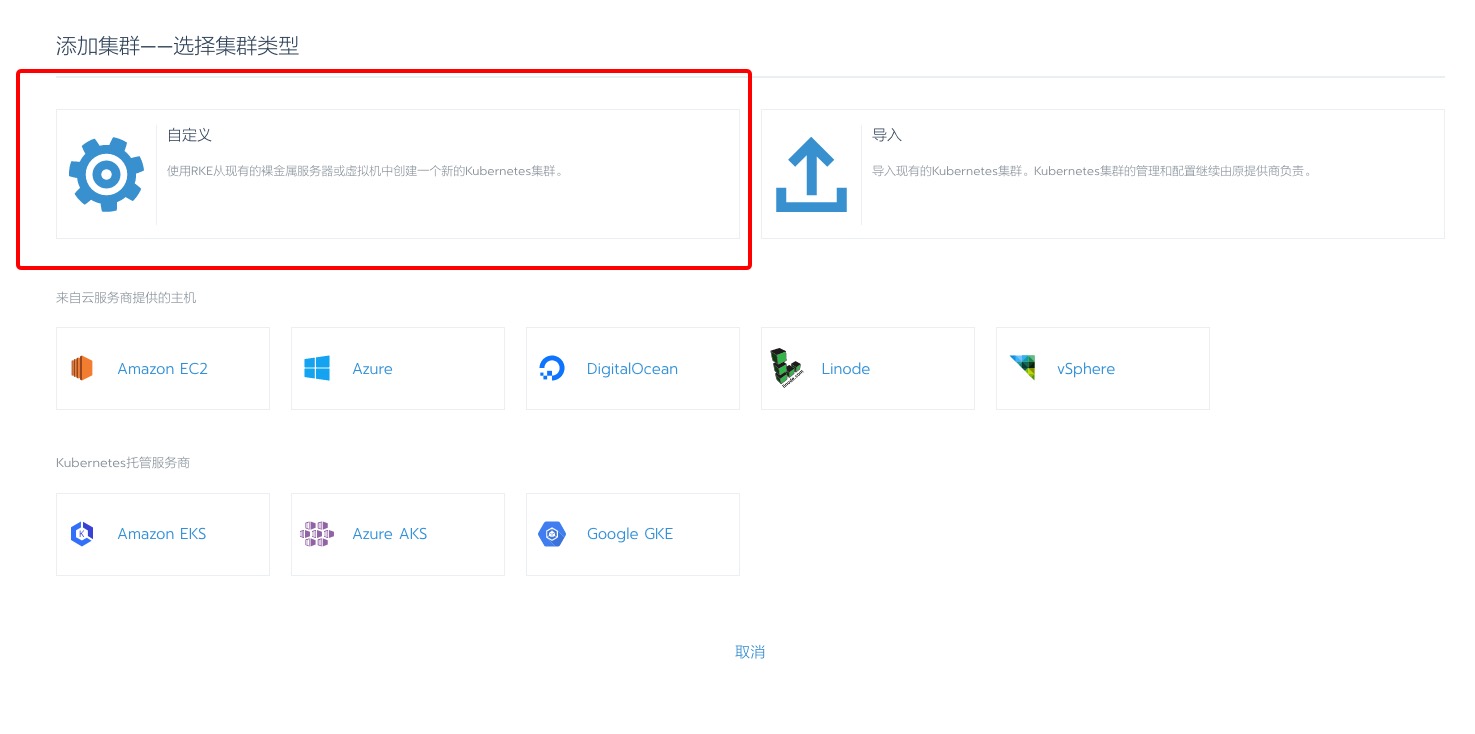 添加集群——选择集群类型
自定义
使用RKE从现有的裸金属服务器或虚拟机中创建一个新的Kubernetes集群。
导入
导入现有的Kubernetes集群。Kubernetes集群的管理和配置继续由原提供商负责。
来自云服务商提供的主机
Amazon EC2
Azure
DigitalOcean
Linode
linode.com
vSphere
Kubernetes托管服务商
K
Amazon EKS
Azure AKS
Google GKE
取消